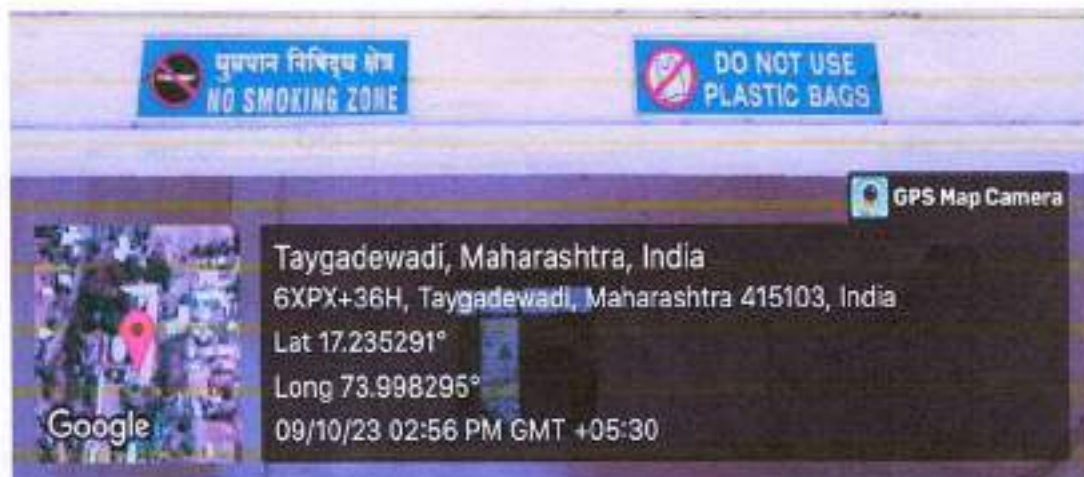 धुम्रपान निषिद्ध क्षेत्र
NO SMOKING ZONE
DO NOT USE
PLASTIC BAGS
GPS Map Camera
Taygadewadi, Maharashtra, India
6XPX+36H, Taygadewadi, Maharashtra 415103, India
Lat 17.235291°
Long 73.998295°
09/10/23 02:56 PM GMT +05:30
Google